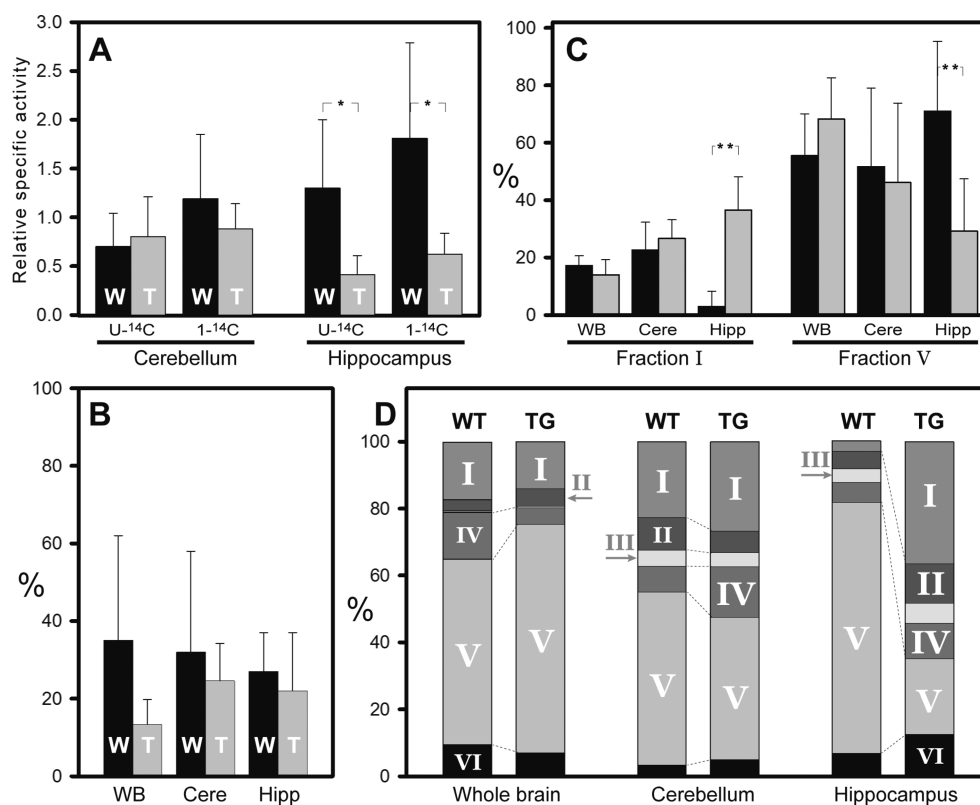 A
Relative specific activity
3.0
2.5
2.0
1.5
1.0
0.5
0.0
* *
W T W T W T W T
U-¹⁴C 1-¹⁴C U-¹⁴C 1-¹⁴C
Cerebellum Hippocampus
C
%
100
80
60
40
20
0
** **
WB Cere Hipp WB Cere Hipp
Fraction I Fraction V
B
%
100
80
60
40
20
0
W T W T W T
WB Cere Hipp
D
%
100
80
60
40
20
0
WT TG WT TG WT TG
I I II I I III I
IV III II IV II IV
V V V V V V
VI VI
Whole brain Cerebellum Hippocampus